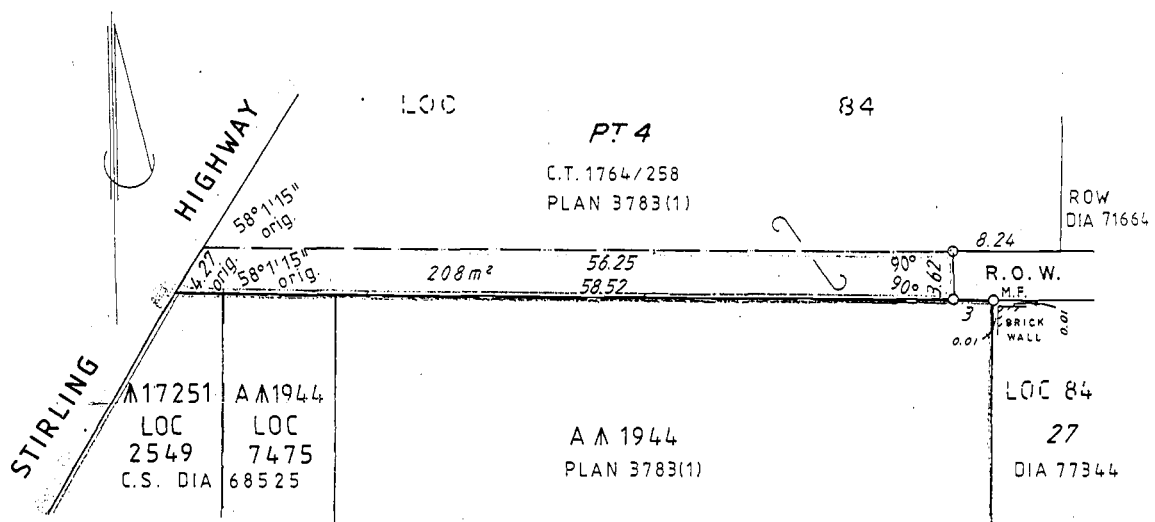 LOC 84
PT 4
C.T. 1764/258
PLAN 3783(1)
STIRLING HIGHWAY
58°1'15"
orig.
ROW
DIA 71664
8.24
4.27
orig.
58°1'15"
orig.
208m²
56.25
58.52
90°
90°
3.62
R.O.W.
M.F.
3
0.01
BRICK
WALL
0.01
17251
LOC
2549
A 1944
LOC
7475
C.S. DIA 68525
A 1944
PLAN 3783(1)
LOC 84
27
DIA 77344